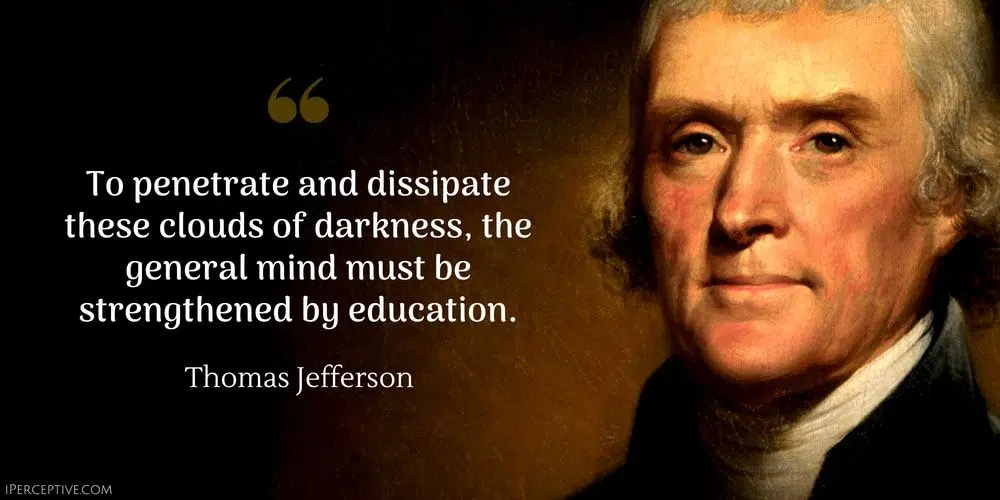 To penetrate and dissipate
these clouds of darkness, the
general mind must be
strengthened by education.
Thomas Jefferson
iPerceptive.com